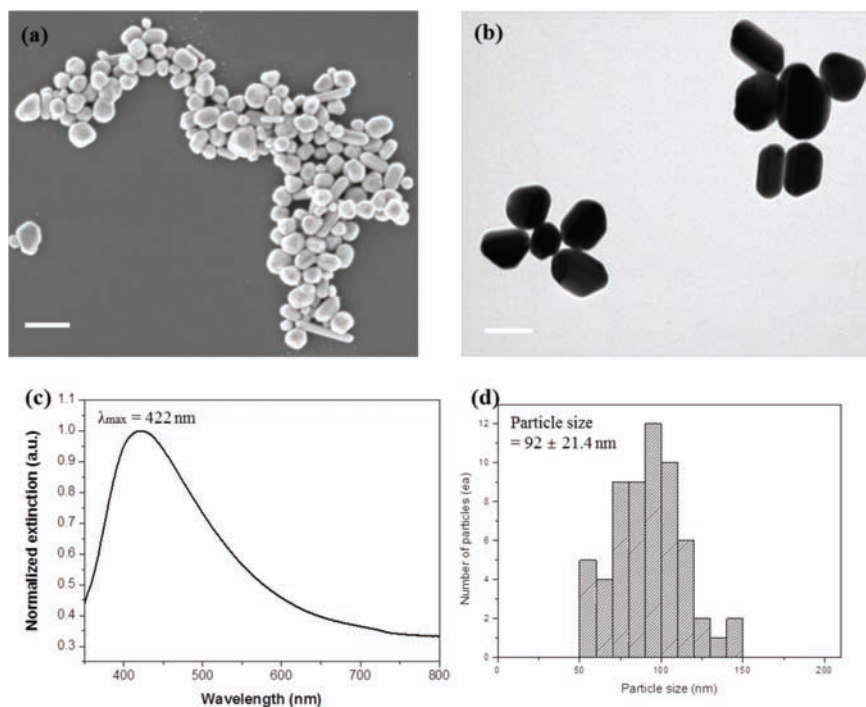 (a)
(b)
(c)
λmax = 422 nm
1.1
1.0
0.9
0.8
0.7
0.6
0.5
0.4
0.3
Normalized extinction (a.u.)
400
500
600
700
800
Wavelength (nm)
(d)
Particle size
= 92 ± 21.4 nm
12
10
8
6
4
2
0
Number of particles (ea)
0
50
100
150
200
Particle size (nm)